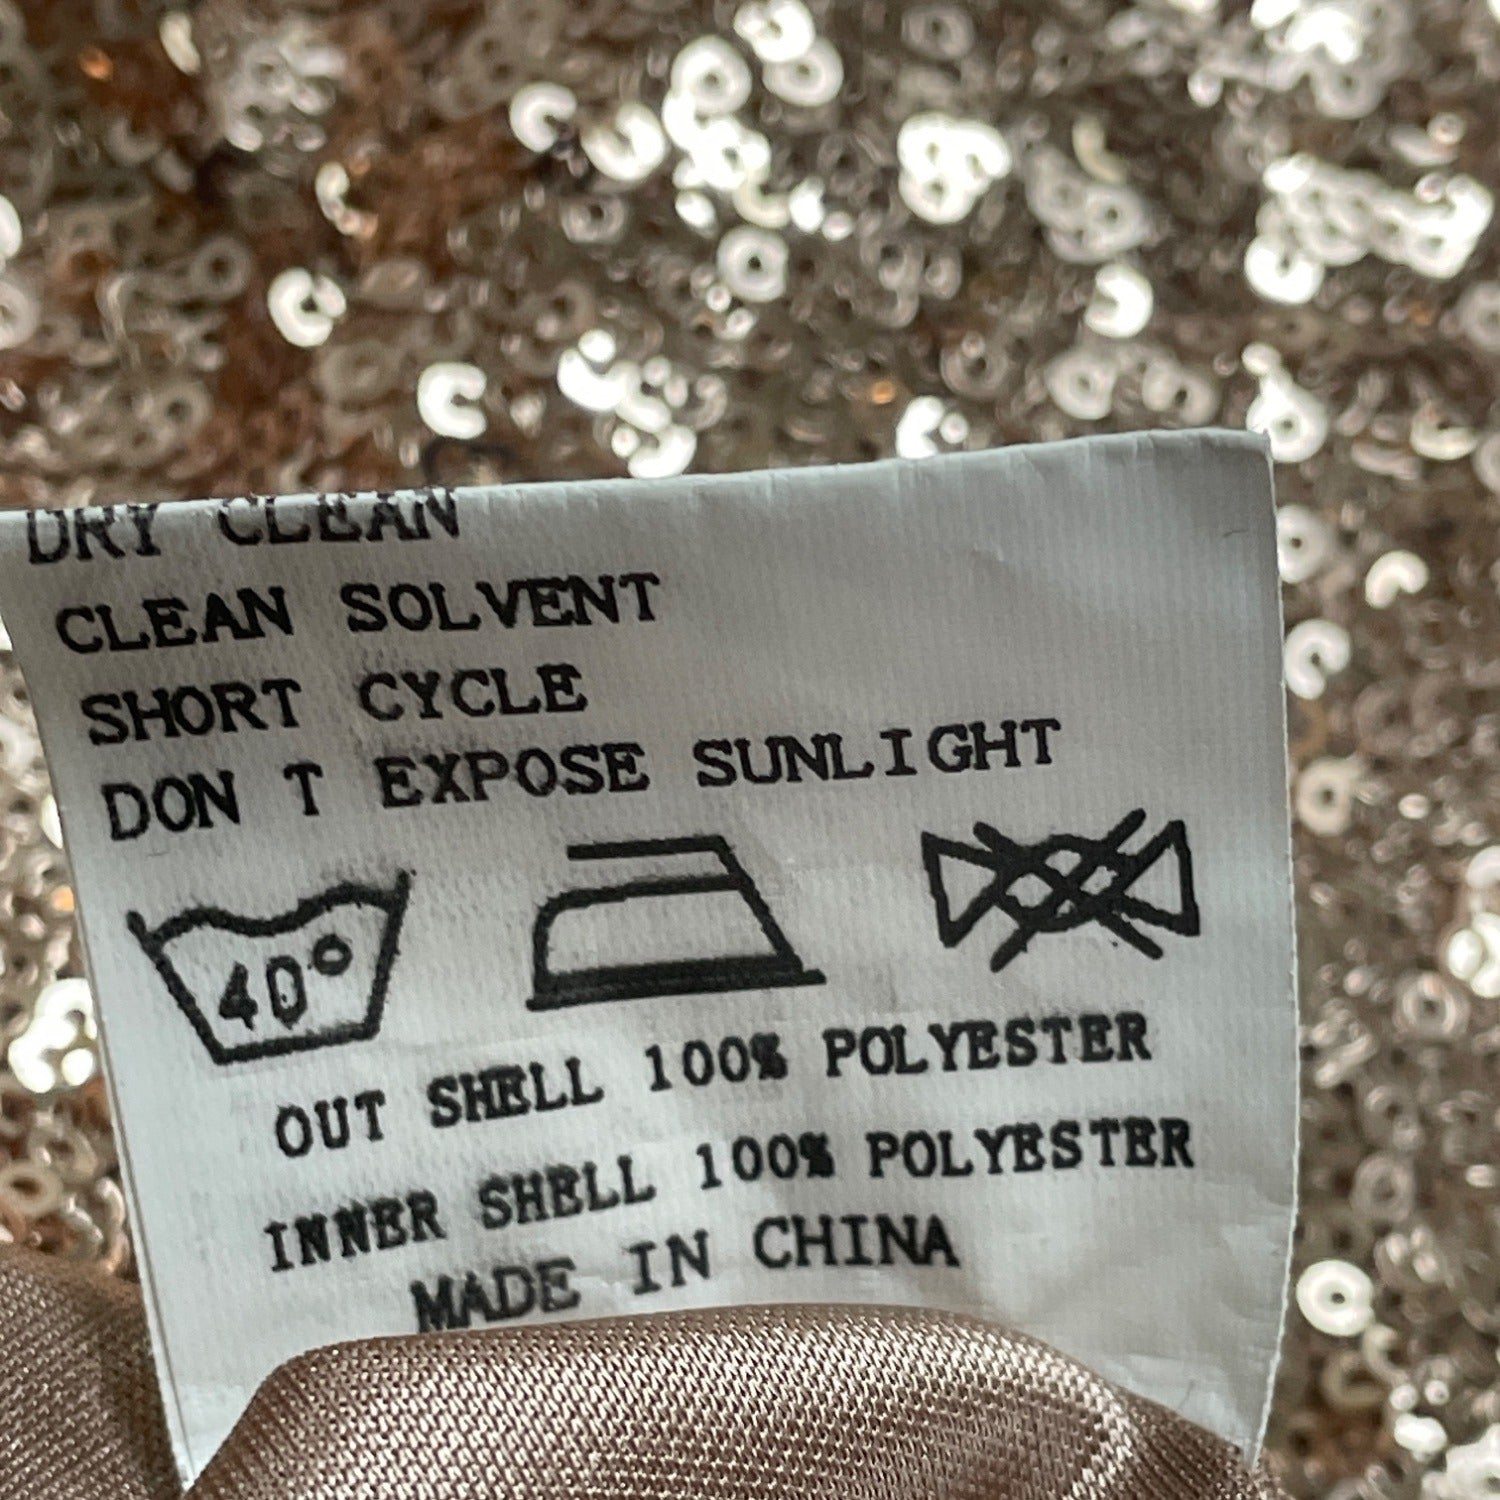 DRY CLEAN
CLEAN SOLVENT
SHORT CYCLE
DON T EXPOSE SUNLIGHT
40°
OUT SHELL 100% POLYESTER
INNER SHELL 100% POLYESTER
MADE IN CHINA